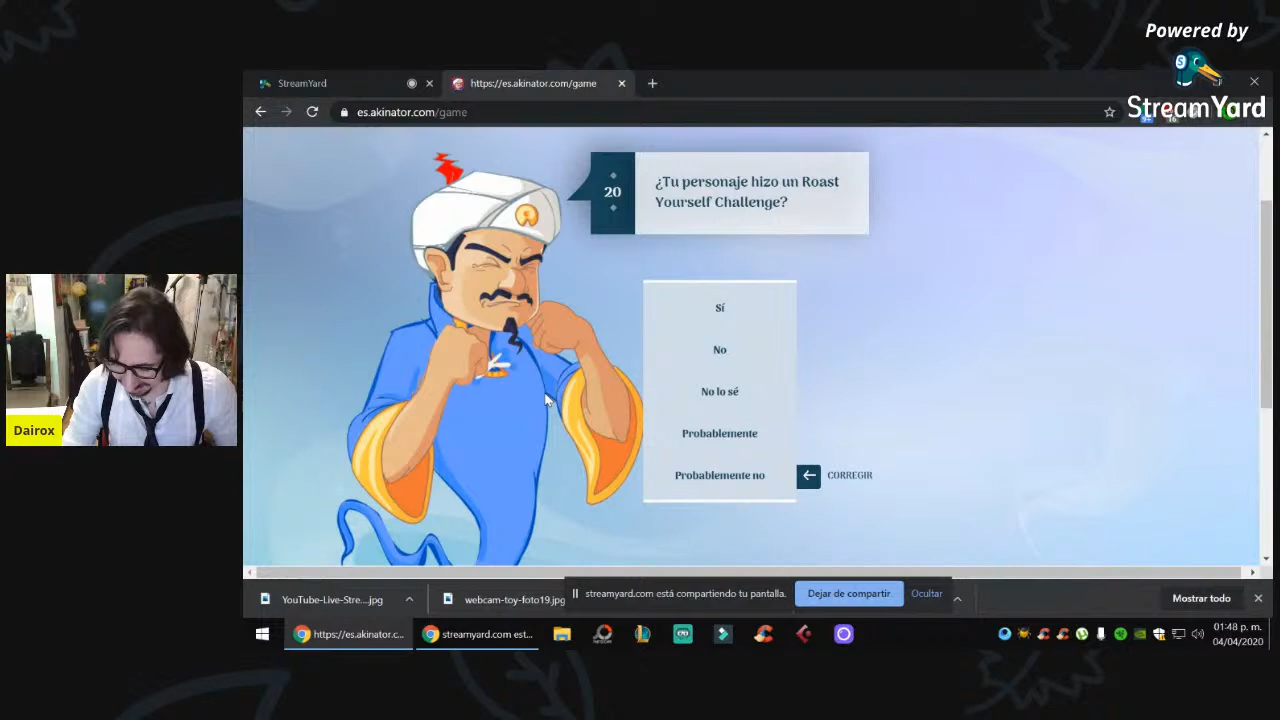 Powered by
StreamYard
StreamYard
https://es.akinator.com/game
es.akinator.com/game
20
¿Tu personaje hizo un Roast
Yourself Challenge?
Sí
No
No lo sé
Probablemente
Probablemente no
CORREGIR
Dairox
YouTube-Live-Stre....jpg
webcam-toy-foto19.jpg
streamyard.com está compartiendo tu pantalla.
Dejar de compartir
Ocultar
Mostrar todo
https://es.akinator.c...
streamyard.com est...
01:48 p. m.
04/04/2020